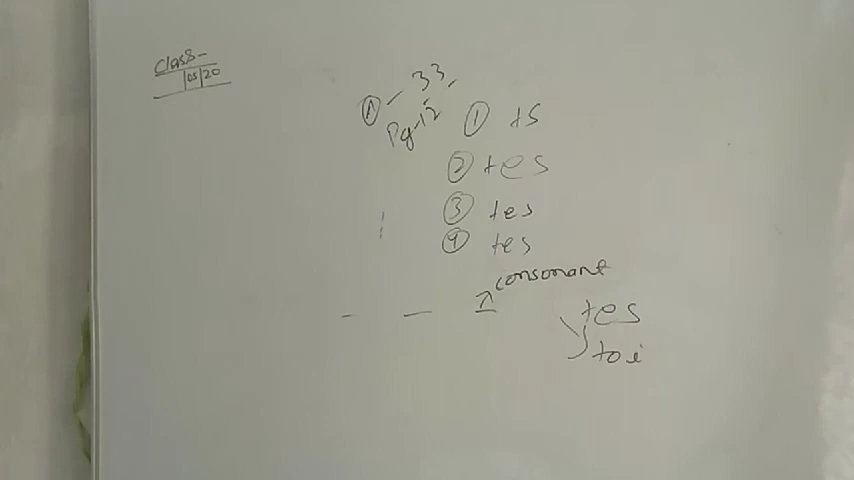 Class-
/05/20
① - 33
Pg-12
① ts
② tes
③ tes
④ tes
consonant
tes
toi